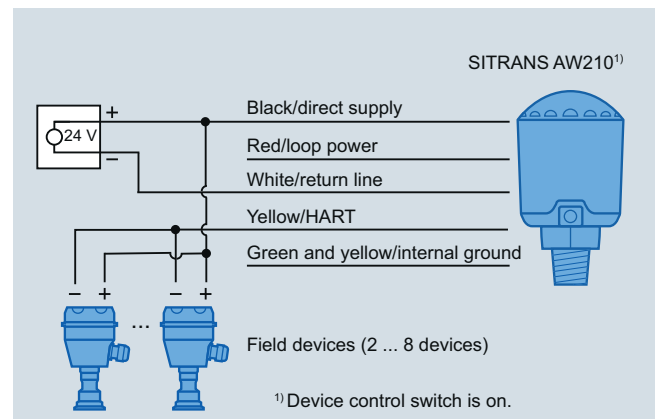 SITRANS AW210¹⁾
+
24 V
−
Black/direct supply
Red/loop power
White/return line
Yellow/HART
Green and yellow/internal ground
− + − +
...
Field devices (2 ... 8 devices)
¹⁾ Device control switch is on.